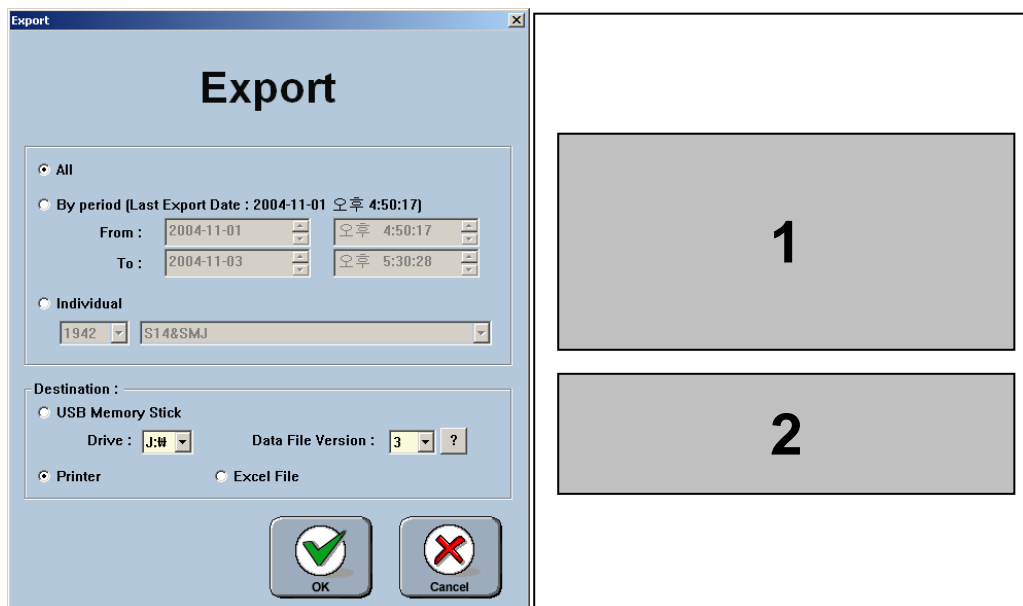 Export
Export
All
By period (Last Export Date : 2004-11-01 오후 4:50:17)
From : 2004-11-01 오후 4:50:17
To : 2004-11-03 오후 5:30:28
Individual
1942 S14&SMJ
Destination :
USB Memory Stick
Drive : J:₩ Data File Version : 3 ?
Printer Excel File
OK Cancel
1
2